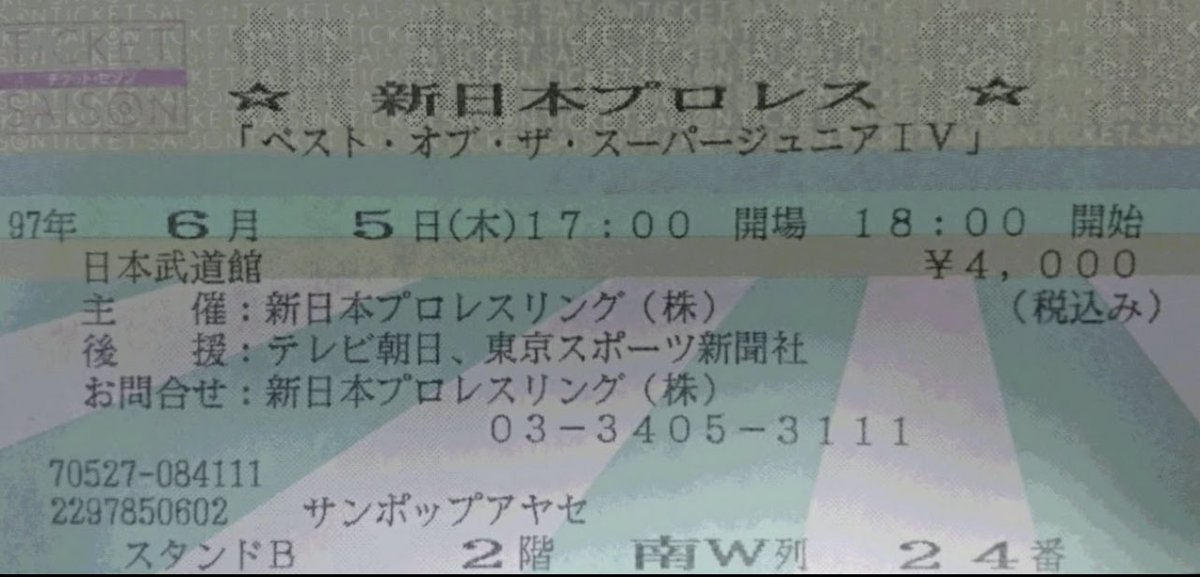 TICKET
チケット・セゾン
SAISON
☆ 新日本プロレス ☆
「ベスト・オブ・ザ・スーパージュニアⅠⅤ」
97年 6月 5日(木)17:00 開場 18:00 開始
日本武道館 ¥4,000
主 催:新日本プロレスリング(株) (税込み)
後 援:テレビ朝日、東京スポーツ新聞社
お問合せ:新日本プロレスリング(株)
03-3405-3111
70527-084111
2297850602 サンポップアヤセ
スタンドB 2階 南W列 24番